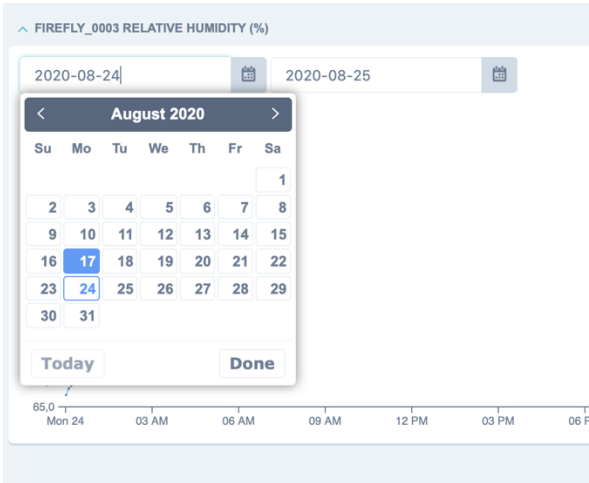 FIREFLY_0003 RELATIVE HUMIDITY (%)
2020-08-24 2020-08-25
August 2020
Su Mo Tu We Th Fr Sa
1
2 3 4 5 6 7 8
9 10 11 12 13 14 15
16 17 18 19 20 21 22
23 24 25 26 27 28 29
30 31
Today Done
65,0
Mon 24 03 AM 06 AM 09 AM 12 PM 03 PM